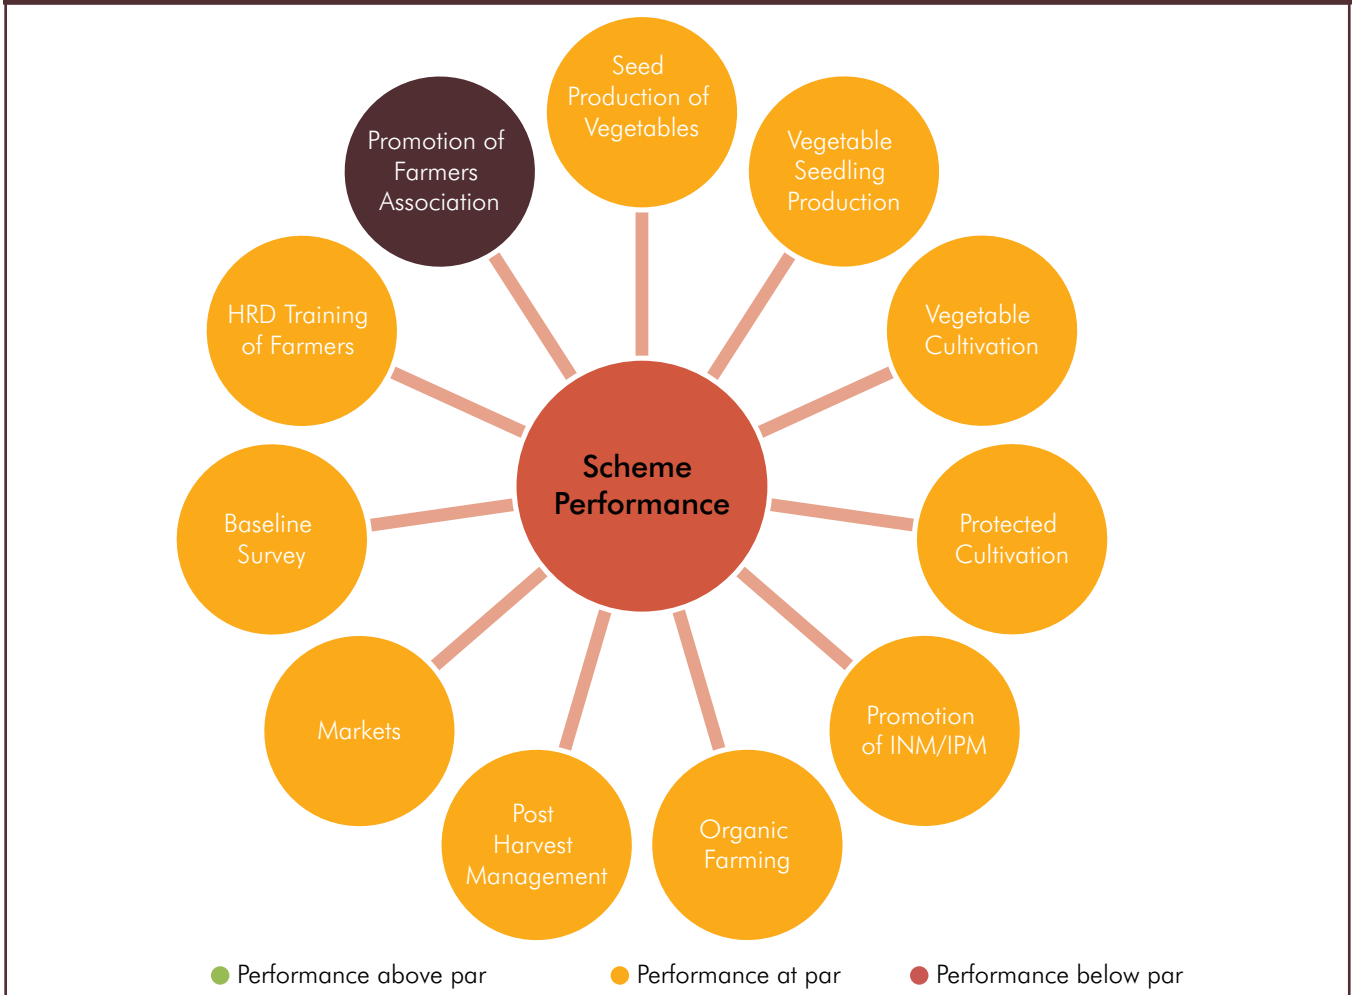 Seed
Production of
Vegetables
Vegetable
Seedling
Production
Vegetable
Cultivation
Protected
Cultivation
Promotion
of INM/IPM
Organic
Farming
Post
Harvest
Management
Markets
Baseline
Survey
HRD Training
of Farmers
Promotion of
Farmers
Association
Scheme
Performance
Performance above par
Performance at par
Performance below par